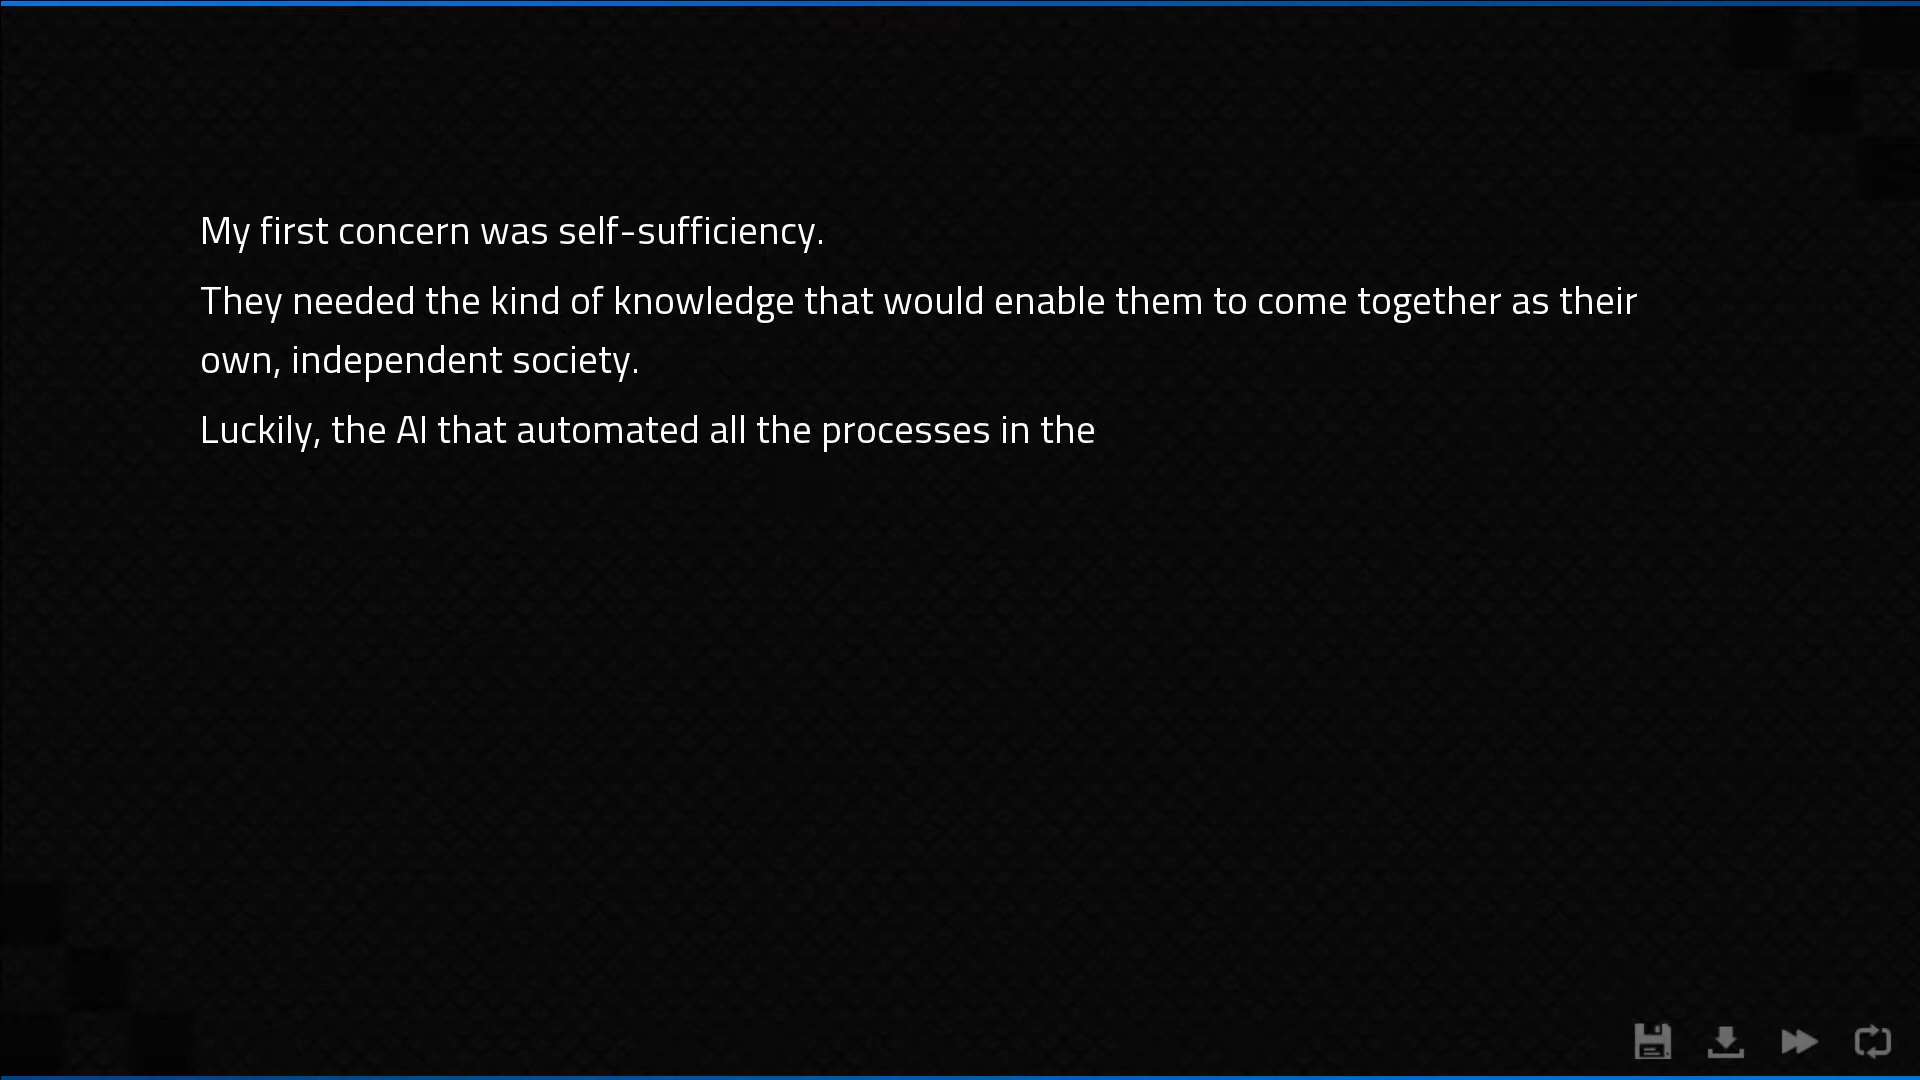 My first concern was self-sufficiency.
They needed the kind of knowledge that would enable them to come together as their
own, independent society.
Luckily, the AI that automated all the processes in the